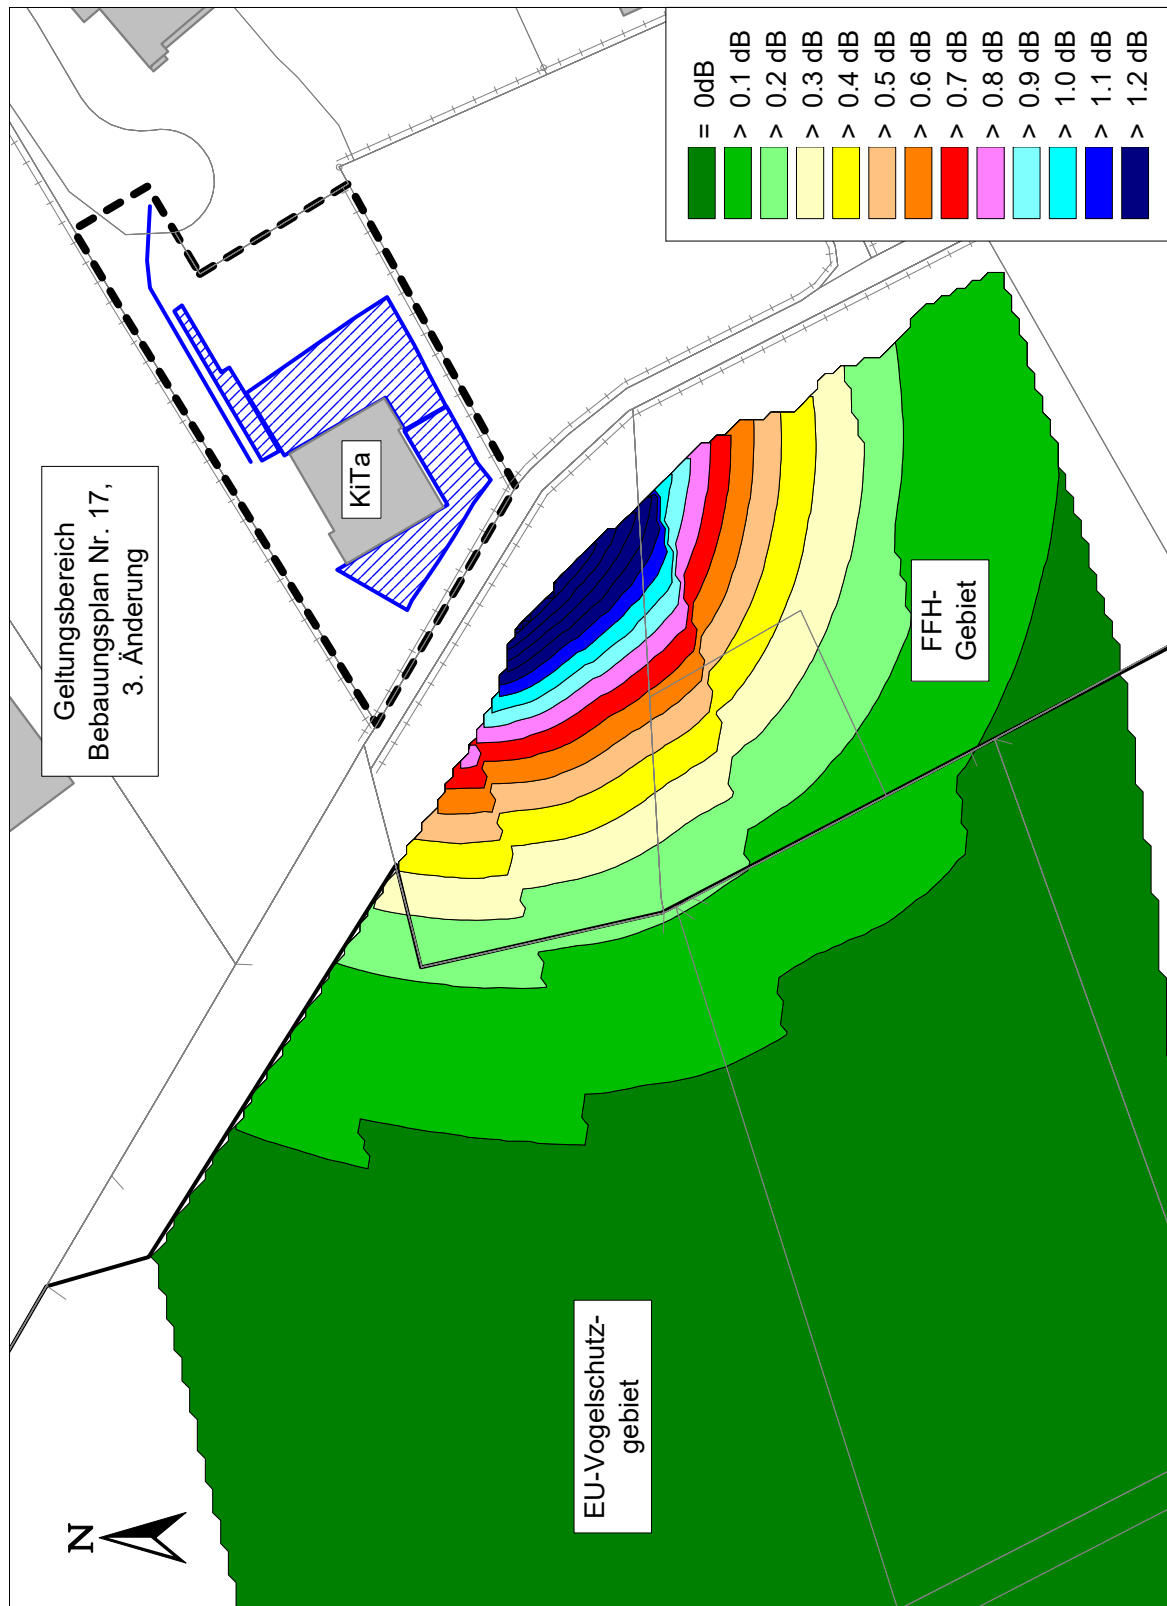 N
Geltungsbereich
Bebauungsplan Nr. 17,
3. Änderung
KiTa
EU-Vogelschutz-
gebiet
FFH-
Gebiet
= 0dB
> 0.1 dB
> 0.2 dB
> 0.3 dB
> 0.4 dB
> 0.5 dB
> 0.6 dB
> 0.7 dB
> 0.8 dB
> 0.9 dB
> 1.0 dB
> 1.1 dB
> 1.2 dB